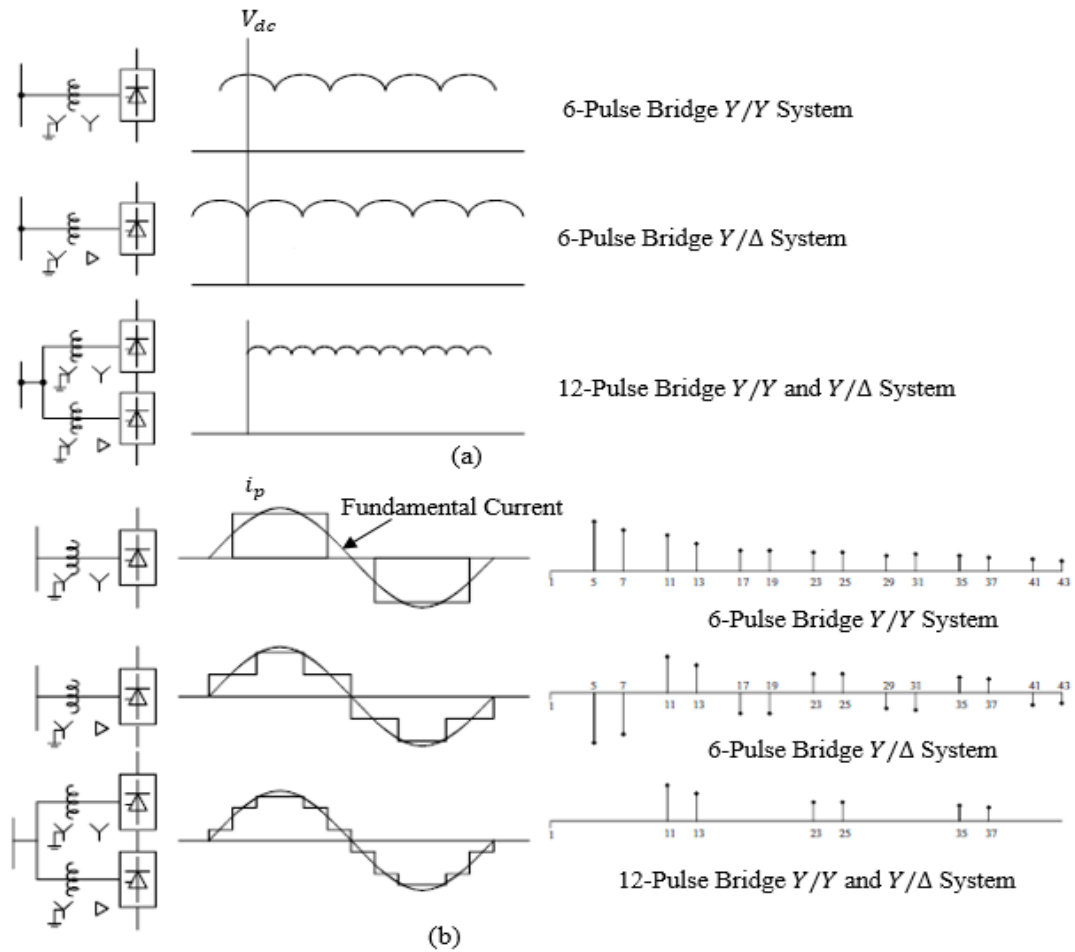 V_dc
6-Pulse Bridge Y/Y System
6-Pulse Bridge Y/Δ System
12-Pulse Bridge Y/Y and Y/Δ System
(a)
i_p
Fundamental Current
1 5 7 11 13 17 19 23 25 29 31 35 37 41 43
6-Pulse Bridge Y/Y System
5 7 17 19 29 31 41 43
1 11 13 23 25 35 37
6-Pulse Bridge Y/Δ System
1 11 13 23 25 35 37
12-Pulse Bridge Y/Y and Y/Δ System
(b)